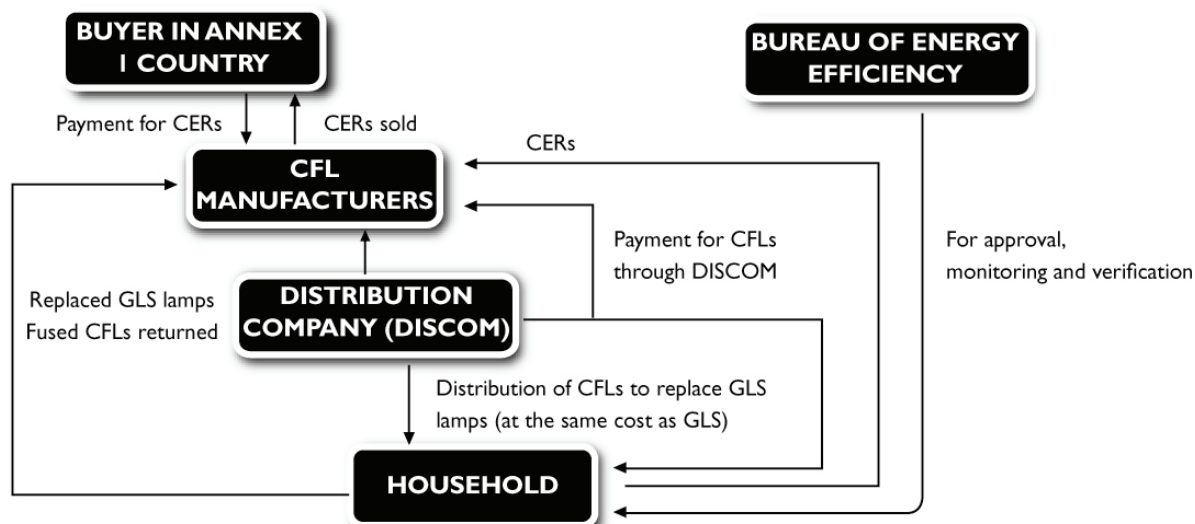 BUYER IN ANNEX
I COUNTRY
BUREAU OF ENERGY
EFFICIENCY
Payment for CERs
CERs sold
CERs
CFL
MANUFACTURERS
Payment for CFLs
through DISCOM
For approval,
monitoring and verification
Replaced GLS lamps
Fused CFLs returned
DISTRIBUTION
COMPANY (DISCOM)
Distribution of CFLs to replace GLS
lamps (at the same cost as GLS)
HOUSEHOLD